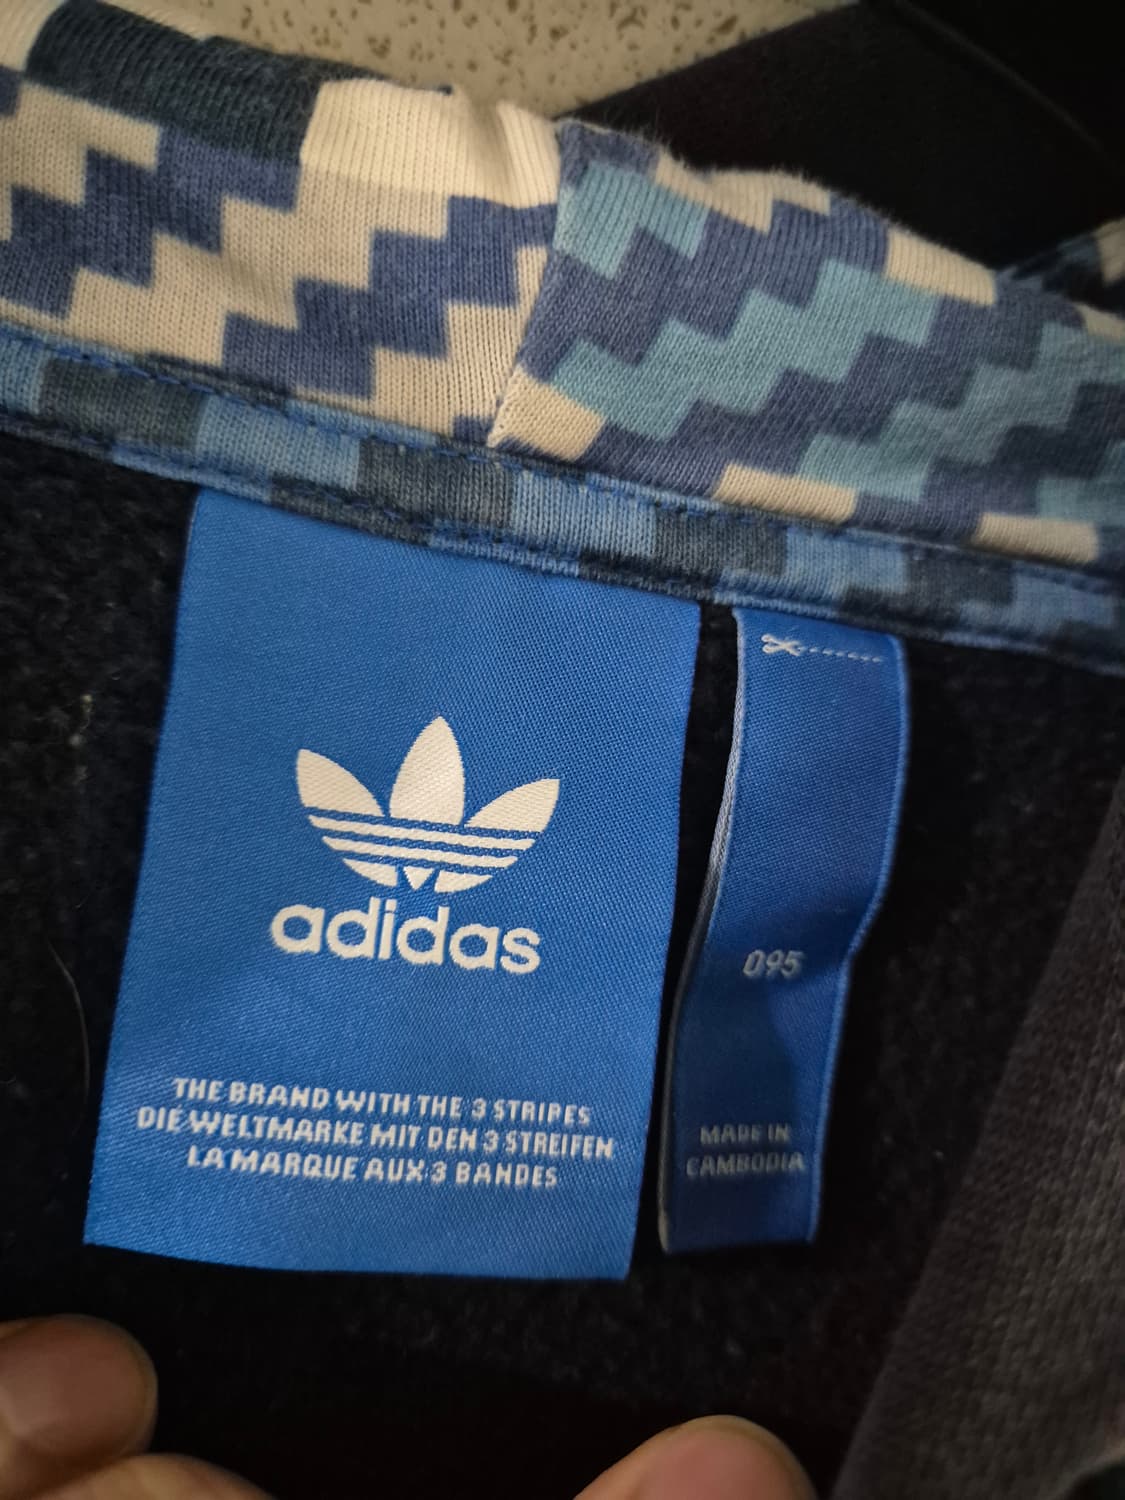 adidas
THE BRAND WITH THE 3 STRIPES
DIE WELTMARKE MIT DEN 3 STREIFEN
LA MARQUE AUX 3 BANDES
095
MADE IN
CAMBODIA